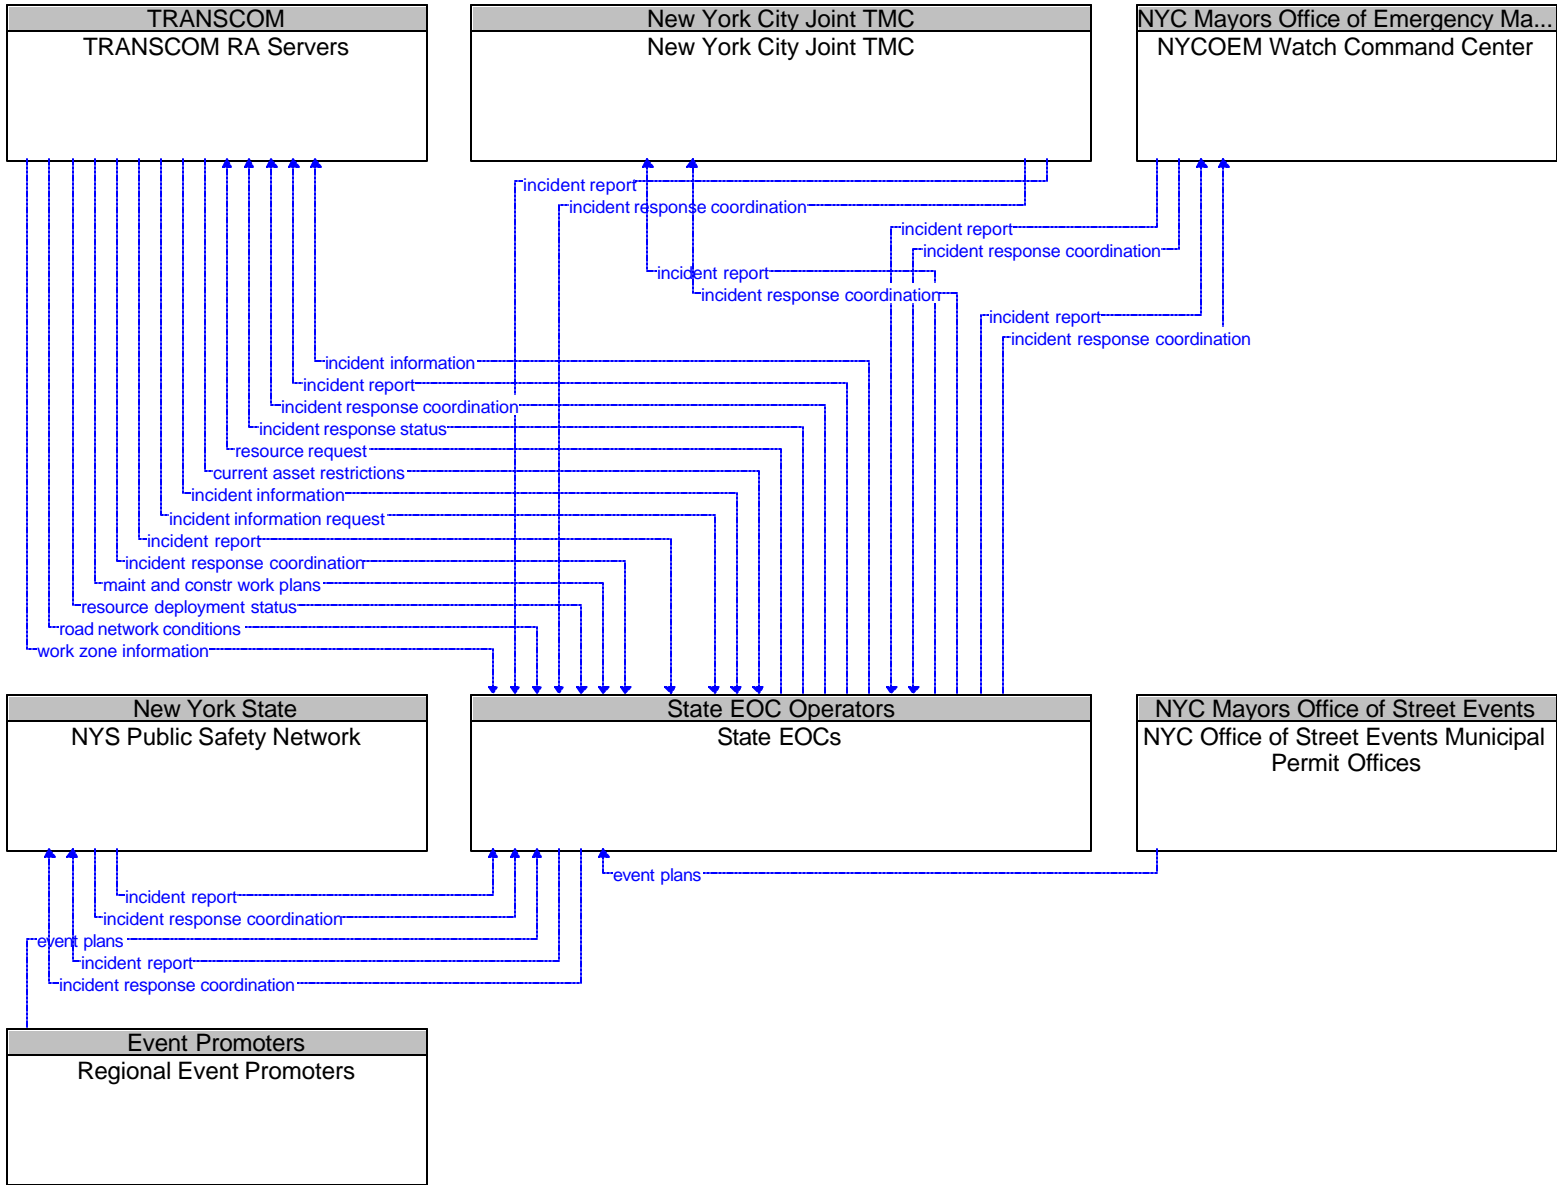 TRANSCOM
TRANSCOM RA Servers
New York City Joint TMC
New York City Joint TMC
NYC Mayors Office of Emergency Ma...
NYCOEM Watch Command Center
incident report
incident response coordination
incident report
incident response coordination
incident report
incident response coordination
incident report
incident response coordination
incident information
incident report
incident response coordination
incident response status
resource request
current asset restrictions
incident information
incident information request
incident report
incident response coordination
maint and constr work plans
resource deployment status
road network conditions
work zone information
New York State
NYS Public Safety Network
State EOC Operators
State EOCs
NYC Mayors Office of Street Events
NYC Office of Street Events Municipal
Permit Offices
event plans
incident report
incident response coordination
event plans
incident report
incident response coordination
Event Promoters
Regional Event Promoters